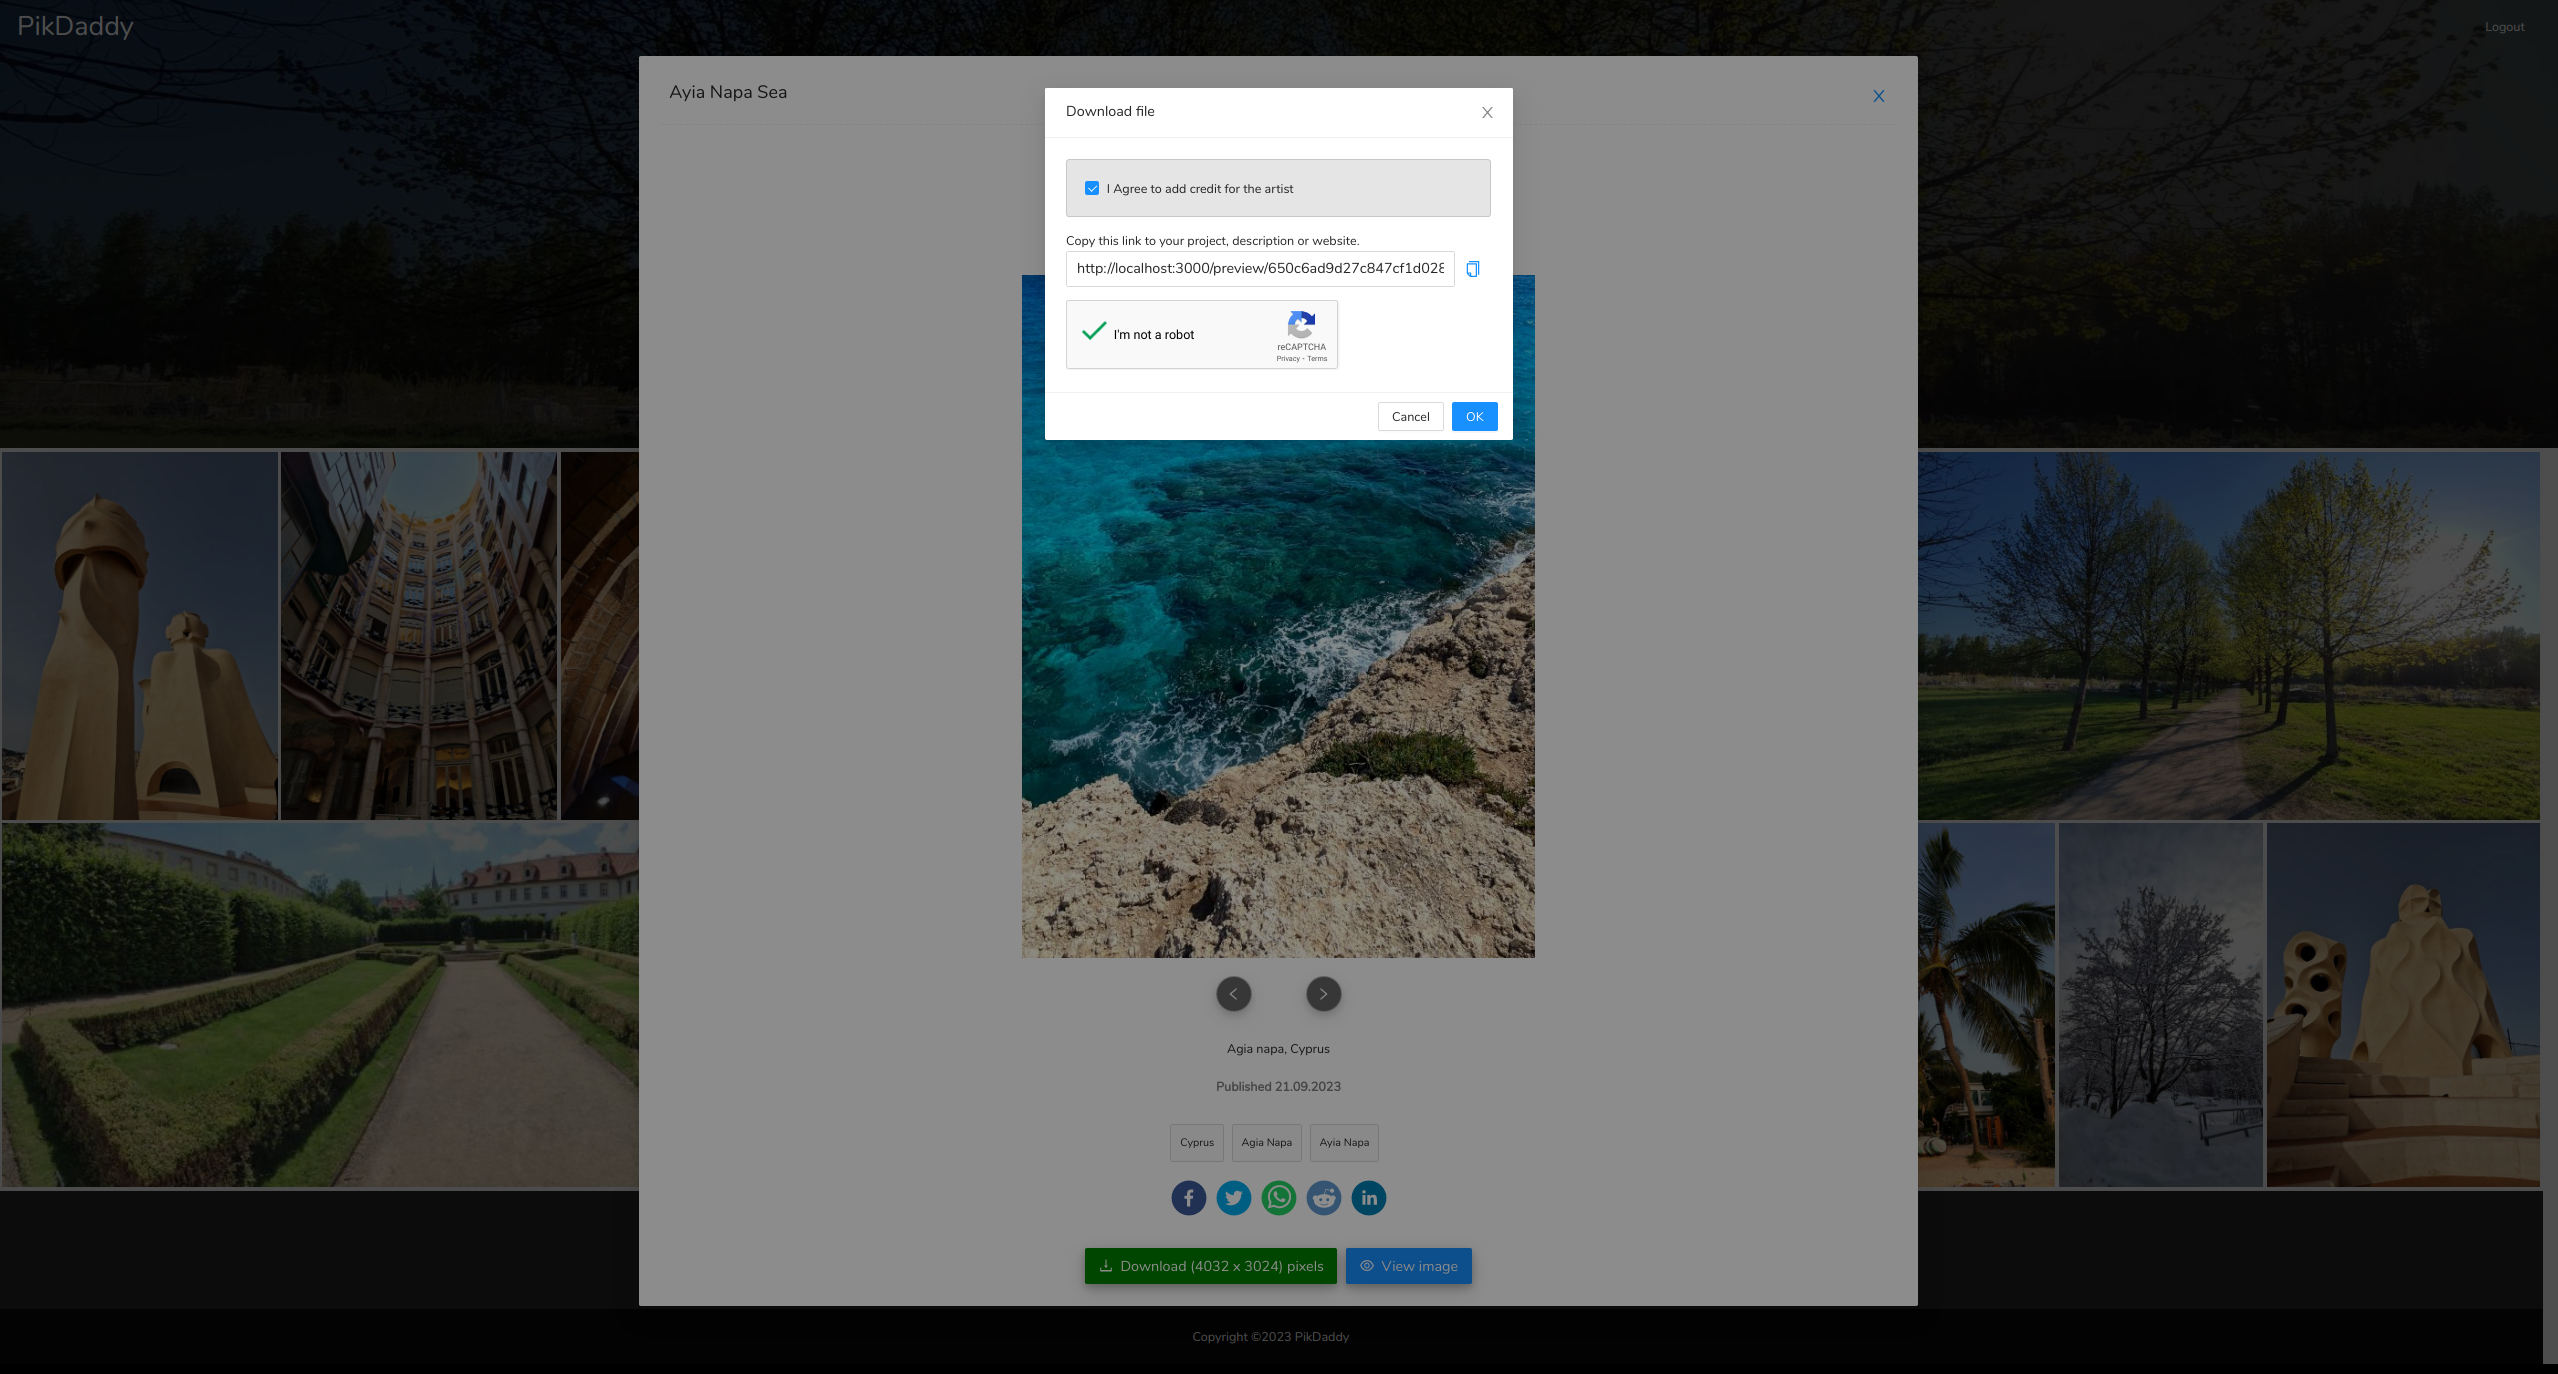 PikDaddy
Logout
Ayia Napa Sea
Download file
I Agree to add credit for the artist
Copy this link to your project, description or website.
http://localhost:3000/preview/650c6ad9d27c847cf1d028
I'm not a robot
reCAPTCHA
Privacy - Terms
Cancel
OK
Agia napa, Cyprus
Published 21.09.2023
Cyprus
Agia Napa
Ayia Napa
in
Download (4032 x 3024) pixels
View image
Copyright ©2023 PikDaddy